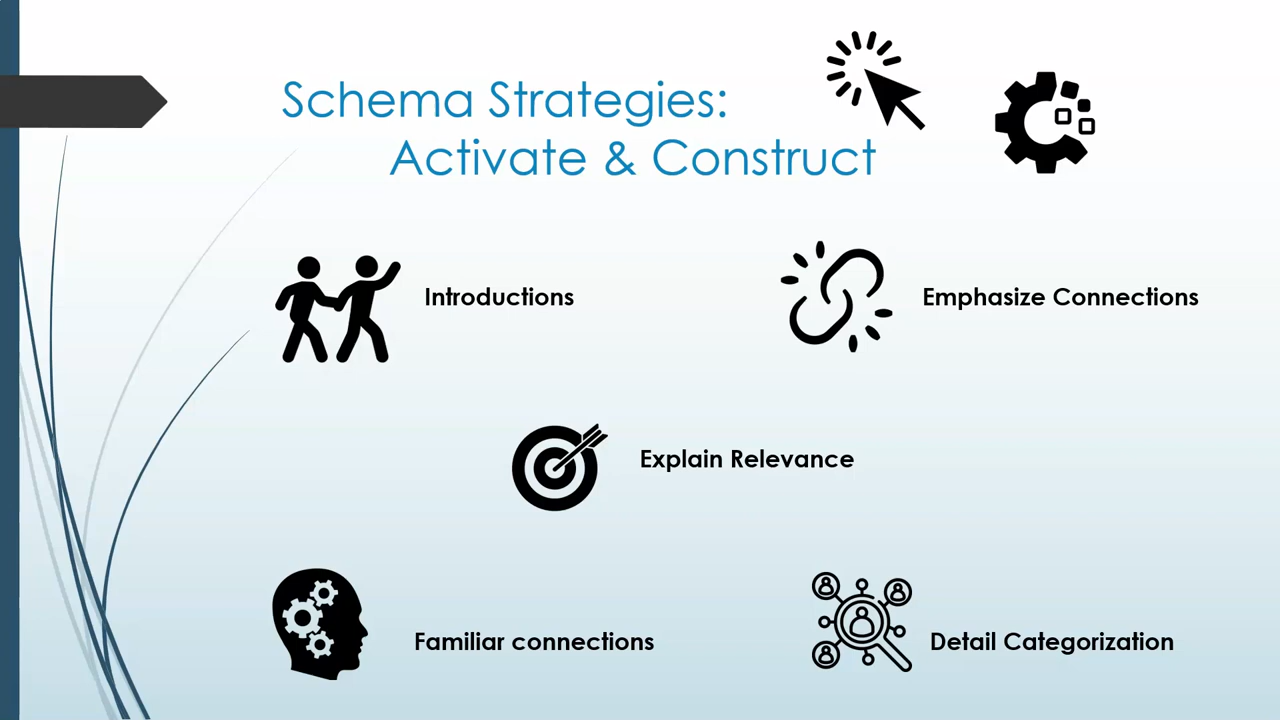 Schema Strategies:
Activate & Construct
Introductions
Emphasize Connections
Explain Relevance
Familiar connections
Detail Categorization